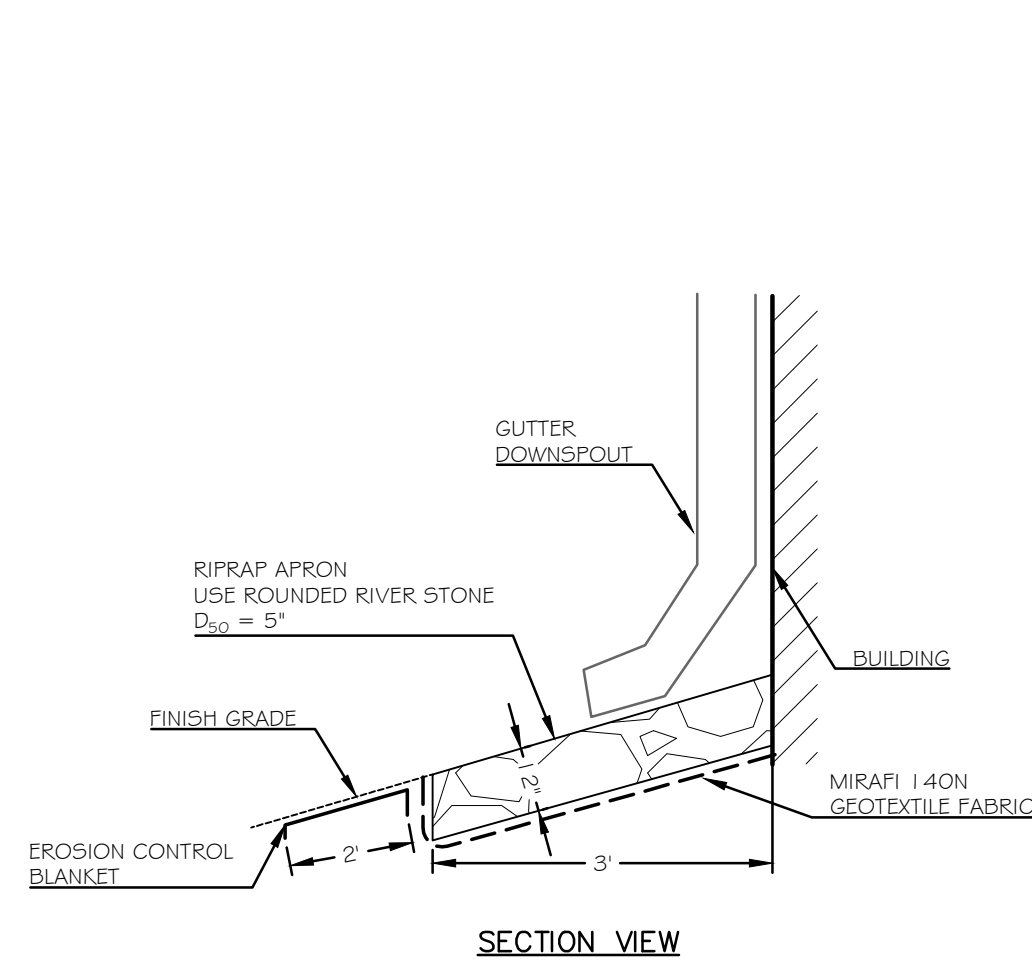 GUTTER
DOWNSPOUT
RIPRAP APRON
USE ROUNDED RIVER STONE
D50 = 5"
BUILDING
FINISH GRADE
12"
MIRAFI 140N
GEOTEXTILE FABRIC
EROSION CONTROL
BLANKET
2'
3'
SECTION VIEW